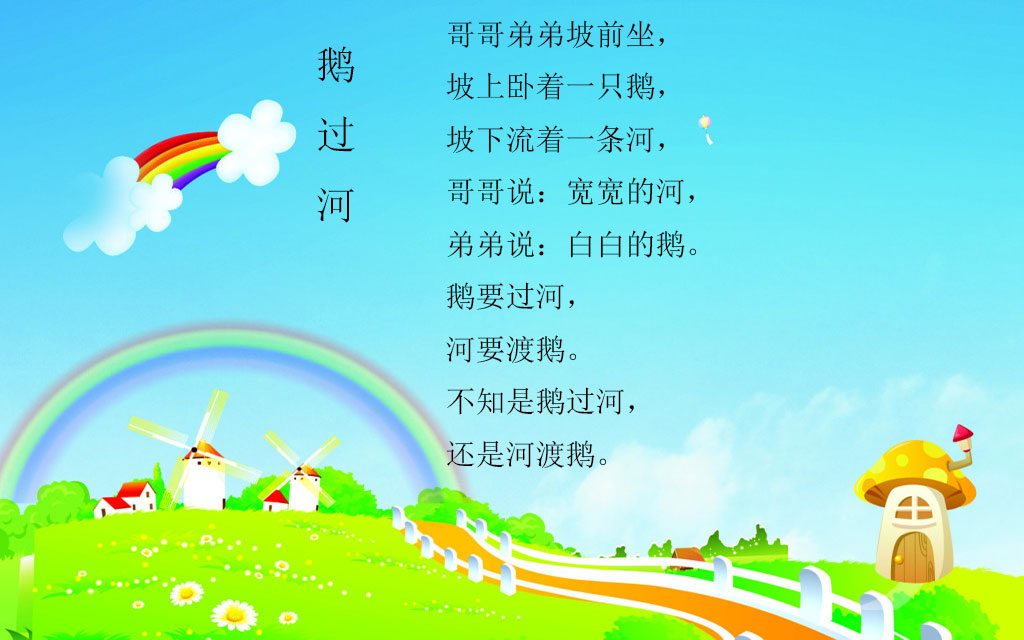 鹅过河
哥哥弟弟坡前坐，
坡上卧着一只鹅，
坡下流着一条河，
哥哥说：宽宽的河，
弟弟说：白白的鹅。
鹅要过河，
河要渡鹅。
不知是鹅过河，
还是河渡鹅。